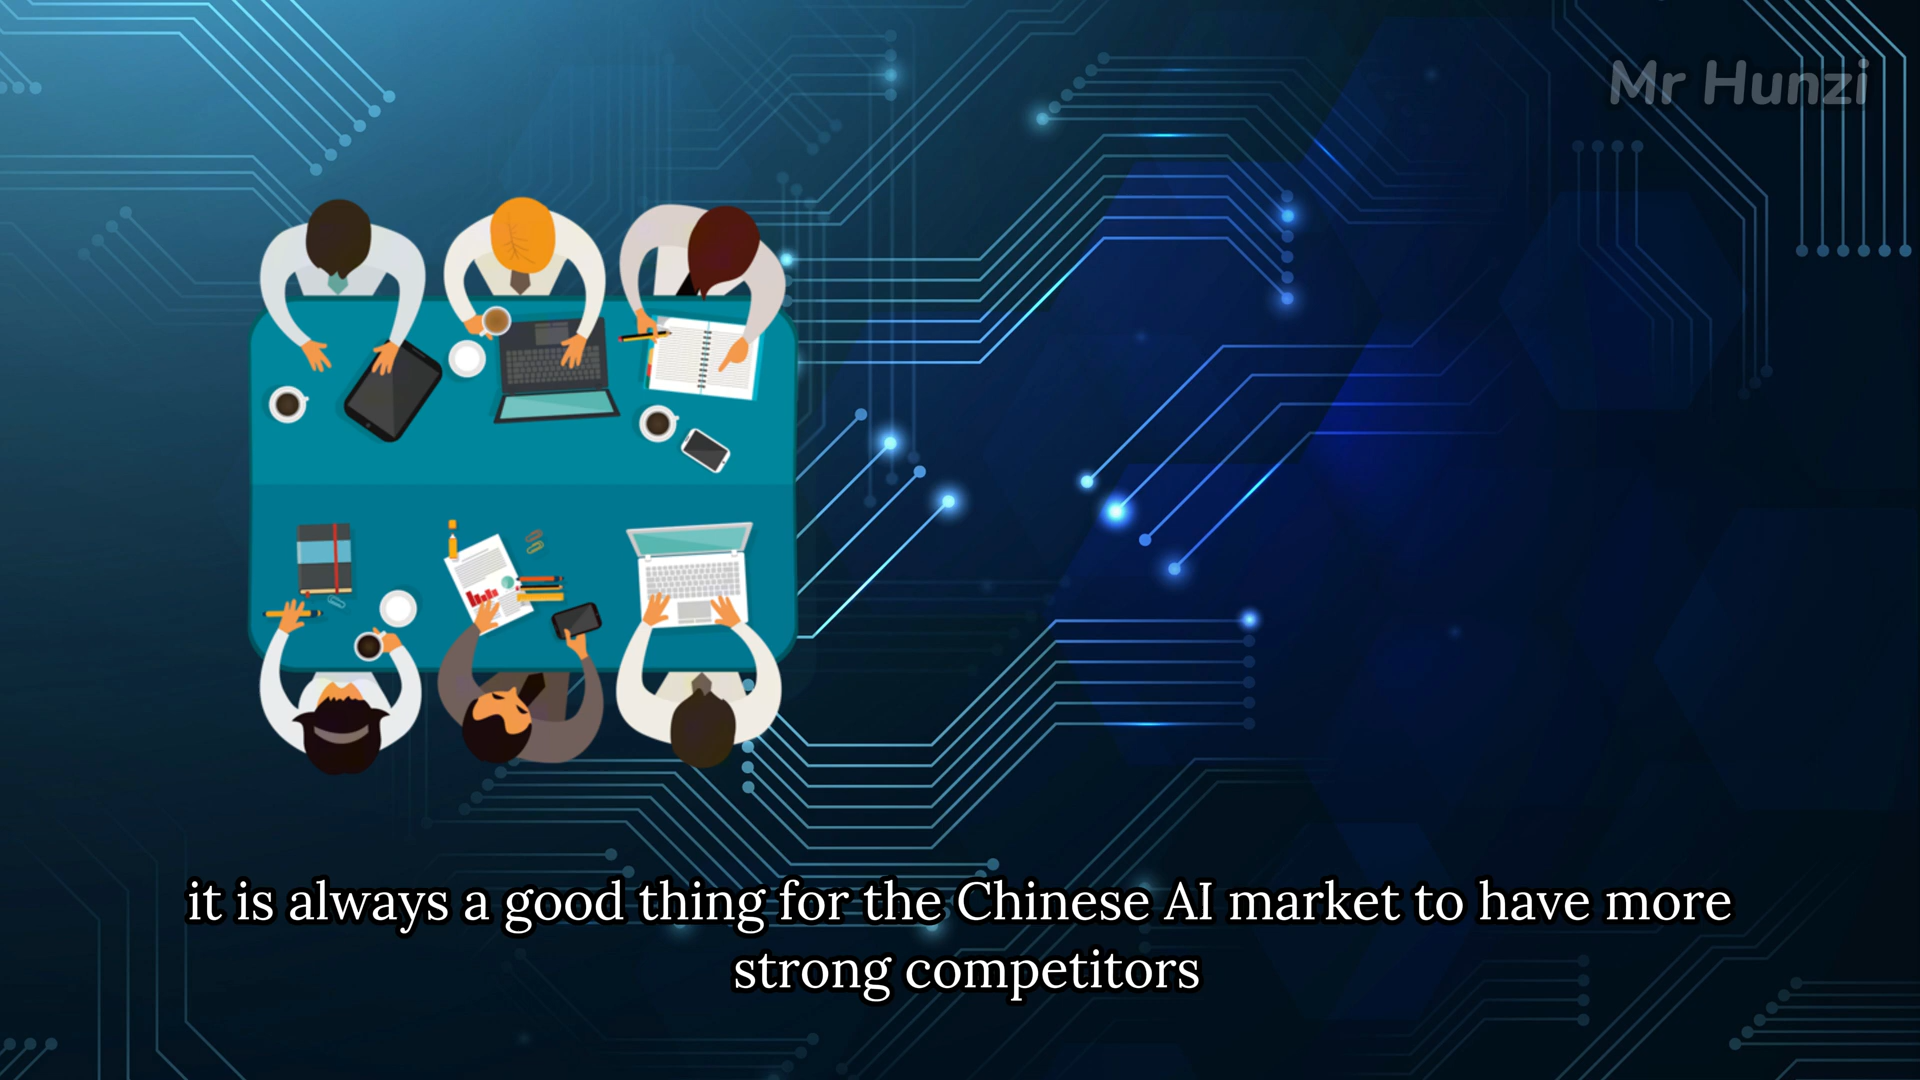 Mr Hunzi
it is always a good thing for the Chinese AI market to have more
strong competitors